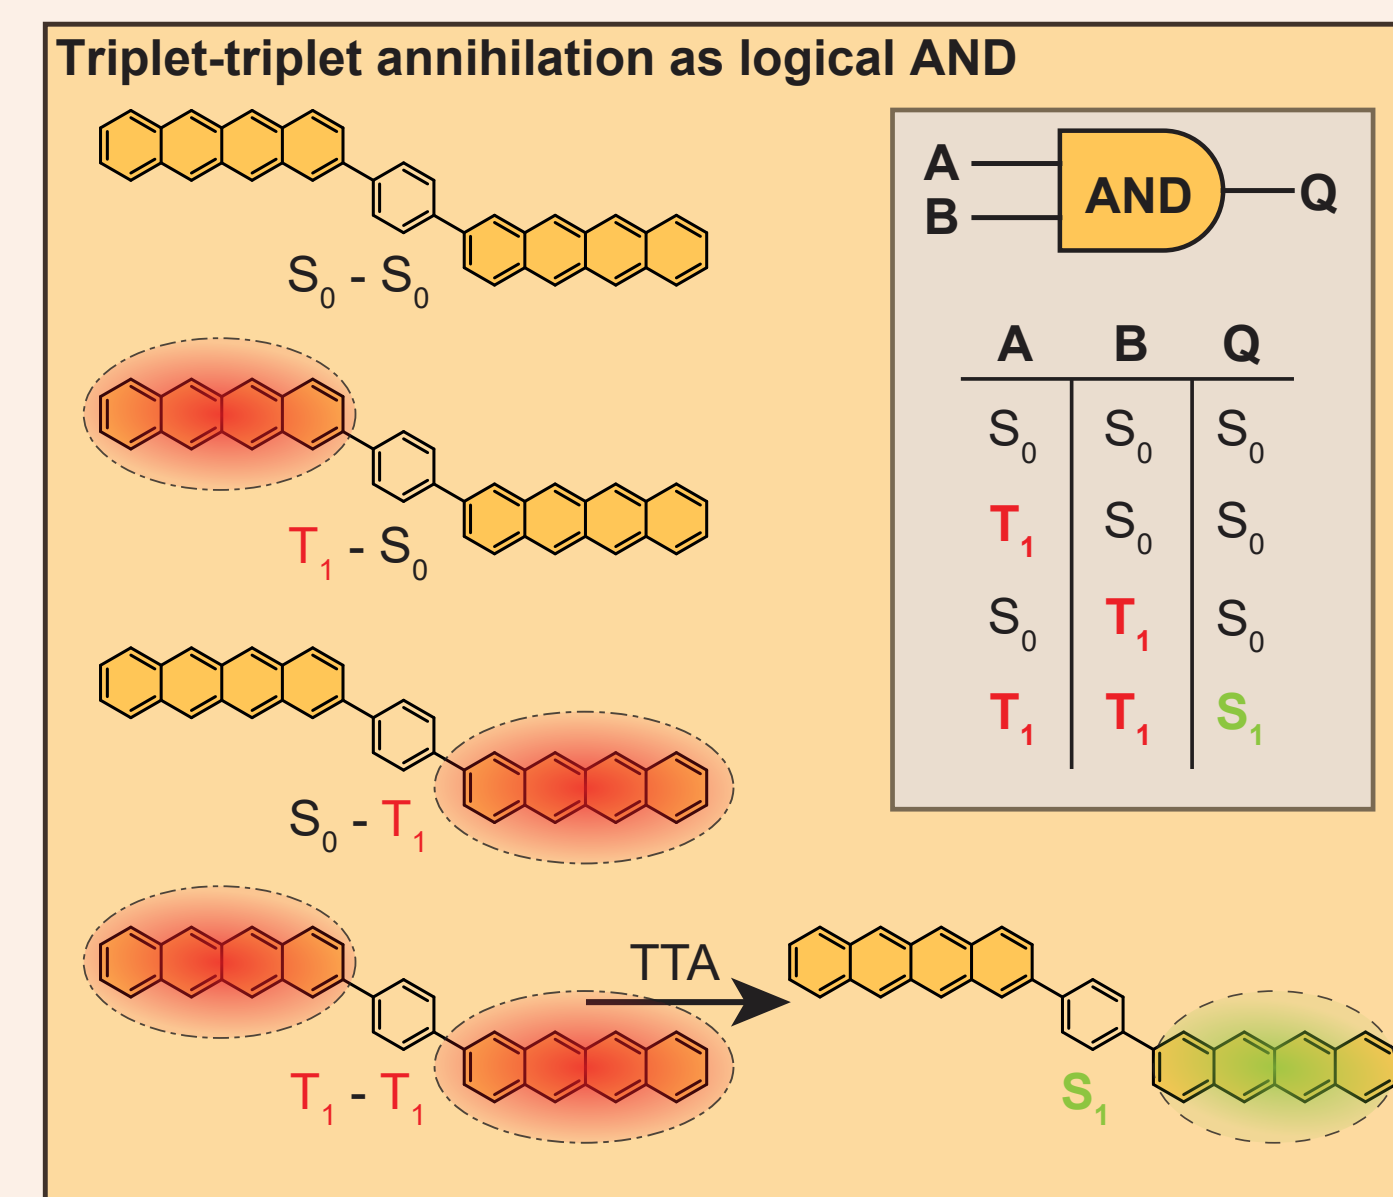 Triplet-triplet annihilation as logical AND
S₀ - S₀
T₁ - S₀
S₀ - T₁
T₁ - T₁
TTA
S₁
A
B
AND
Q
A B Q
S₀ S₀ S₀
T₁ S₀ S₀
S₀ T₁ S₀
T₁ T₁ S₁